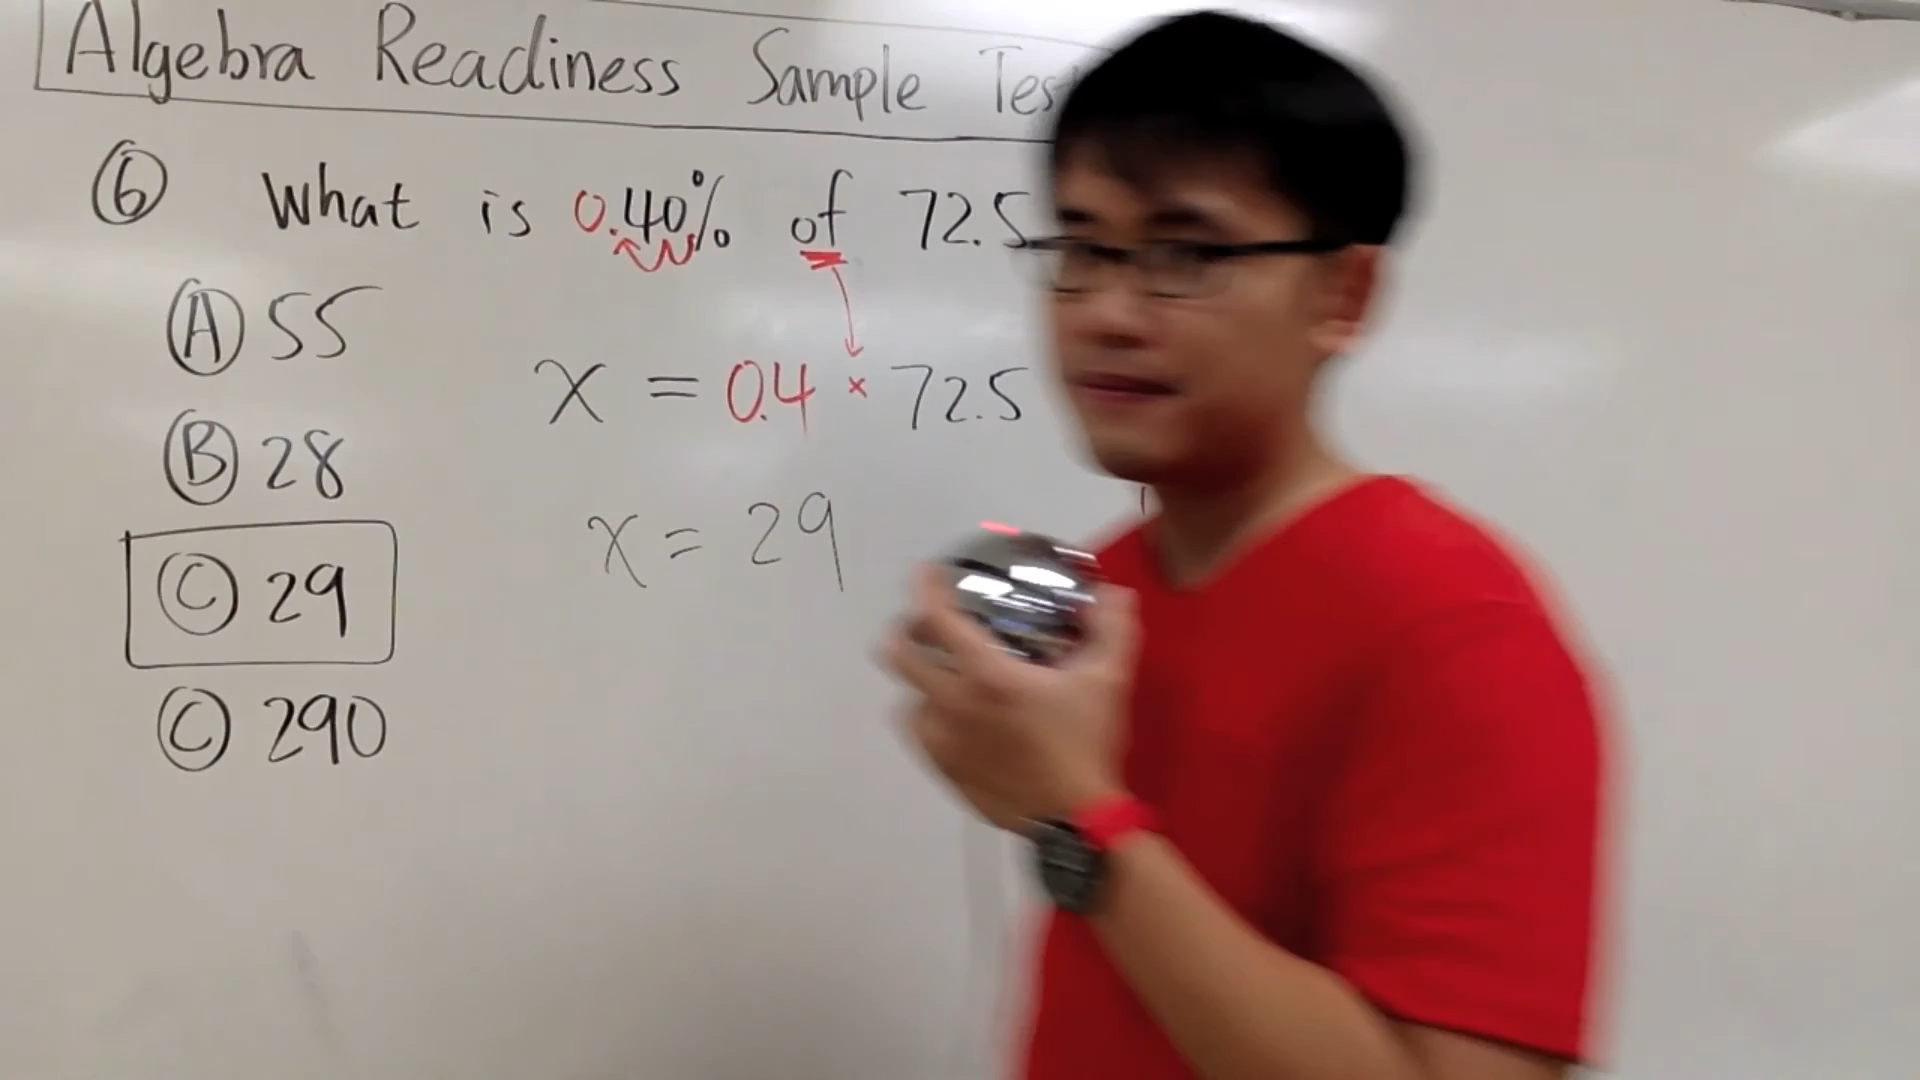 Algebra Readiness Sample Tes
⑥ What is 0.40% of 72.5
Ⓐ 55
x = 0.4 × 72.5
Ⓑ 28
x = 29
Ⓒ 29
Ⓒ 290